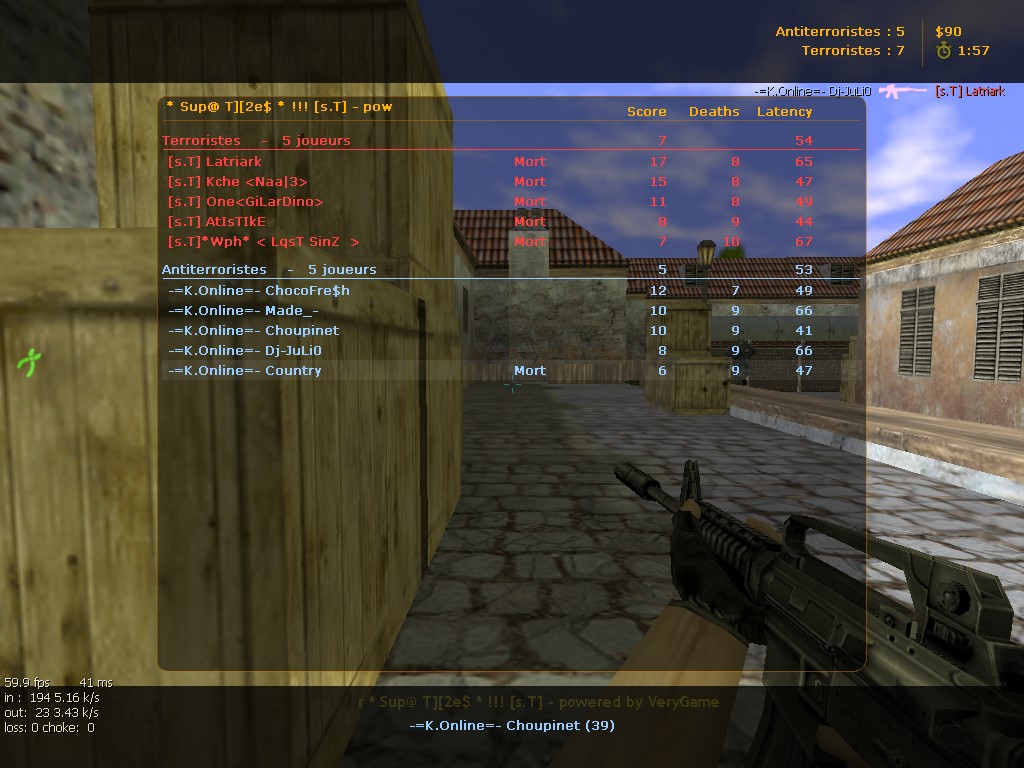 Antiterroristes : 5 $90
Terroristes : 7 1:57
-=K.Online=- Dj-JuLi0 [s.T] Latriark
* Sup@ T][2e$ * !!! [s.T] - pow
Score Deaths Latency
Terroristes - 5 joueurs 7 54
[s.T] Latriark Mort 17 8 65
[s.T] Kche <Naa|3> Mort 15 8 47
[s.T] One<GiLarDino> Mort 11 8 49
[s.T] AtIsTIkE Mort 8 9 44
[s.T]*Wph* < LqsT SinZ > Mort 7 10 67
Antiterroristes - 5 joueurs 5 53
-=K.Online=- ChocoFre$h 12 7 49
-=K.Online=- Made_- 10 9 66
-=K.Online=- Choupinet 10 9 41
-=K.Online=- Dj-JuLi0 8 9 66
-=K.Online=- Country Mort 6 9 47
59.9 fps 41 ms
in : 194 5.16 k/s
out: 23 3.43 k/s
loss: 0 choke: 0
r * Sup@ T][2e$ * !!! [s.T] - powered by VeryGame
-=K.Online=- Choupinet (39)